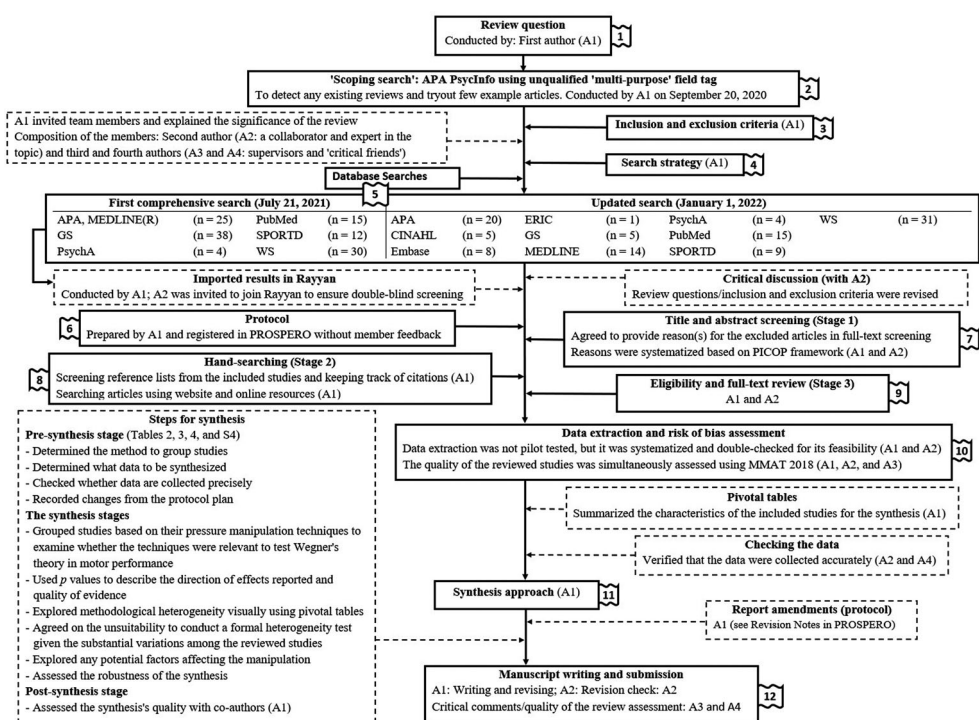 Review question
Conducted by: First author (A1)
1
'Scoping search': APA PsycInfo using unqualified 'multi-purpose' field tag
To detect any existing reviews and tryout few example articles. Conducted by A1 on September 20, 2020
2
A1 invited team members and explained the significance of the review
Composition of the members: Second author (A2: a collaborator and expert in the
topic) and third and fourth authors (A3 and A4: supervisors and 'critical friends')
Inclusion and exclusion criteria (A1)
3
Search strategy (A1)
4
Database Searches
5
First comprehensive search (July 21, 2021)
APA, MEDLINE(R) (n = 25) PubMed (n = 15)
GS (n = 38) SPORTD (n = 12)
PsychA (n = 4) WS (n = 30)
Updated search (January 1, 2022)
APA (n = 20) ERIC (n = 1) PsychA (n = 4) WS (n = 31)
CINAHL (n = 5) GS (n = 5) PubMed (n = 15)
Embase (n = 8) MEDLINE (n = 14) SPORTD (n = 9)
Imported results in Rayyan
Conducted by A1; A2 was invited to join Rayyan to ensure double-blind screening
Critical discussion (with A2)
Review questions/inclusion and exclusion criteria were revised
Protocol
Prepared by A1 and registered in PROSPERO without member feedback
6
Title and abstract screening (Stage 1)
Agreed to provide reason(s) for the excluded articles in full-text screening
Reasons were systematized based on PICOP framework (A1 and A2)
7
Hand-searching (Stage 2)
Screening reference lists from the included studies and keeping track of citations (A1)
Searching articles using website and online resources (A1)
8
Eligibility and full-text review (Stage 3)
A1 and A2
9
Data extraction and risk of bias assessment
Data extraction was not pilot tested, but it was systematized and double-checked for its feasibility (A1 and A2)
The quality of the reviewed studies was simultaneously assessed using MMAT 2018 (A1, A2, and A3)
10
Steps for synthesis
Pre-synthesis stage (Tables 2, 3, 4, and S4)
- Determined the method to group studies
- Determined what data to be synthesized
- Checked whether data are collected precisely
- Recorded changes from the protocol plan
The synthesis stages
- Grouped studies based on their pressure manipulation techniques to
examine whether the techniques were relevant to test Wegner's
theory in motor performance
- Used p values to describe the direction of effects reported and
quality of evidence
- Explored methodological heterogeneity visually using pivotal tables
- Agreed on the unsuitability to conduct a formal heterogeneity test
given the substantial variations among the reviewed studies
- Explored any potential factors affecting the manipulation
- Assessed the robustness of the synthesis
Post-synthesis stage
- Assessed the synthesis's quality with co-authors (A1)
Pivotal tables
Summarized the characteristics of the included studies for the synthesis (A1)
Checking the data
Verified that the data were collected accurately (A2 and A4)
Synthesis approach (A1)
11
Report amendments (protocol)
A1 (see Revision Notes in PROSPERO)
Manuscript writing and submission
A1: Writing and revising; A2: Revision check: A2
Critical comments/quality of the review assessment: A3 and A4
12